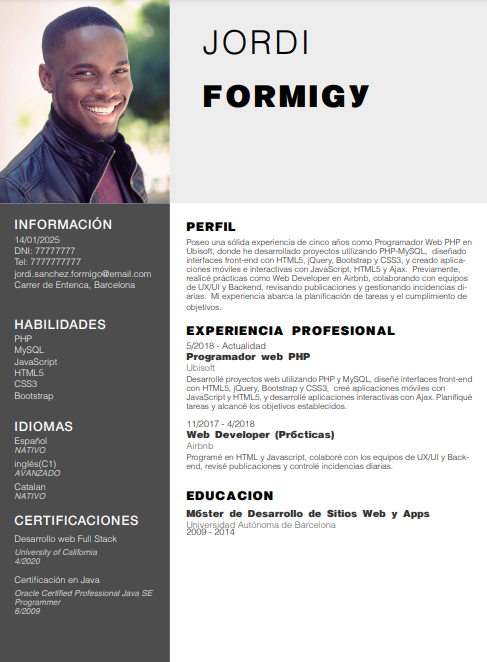 JORDI
FORMIGY
INFORMACIÓN
14/01/2025
DNI: 77777777
Tel: 7777777777
jordi.sanchez.formigo@email.com
Carrer de Entenca, Barcelona
HABILIDADES
PHP
MySQL
JavaScript
HTML5
CSS3
Bootstrap
IDIOMAS
Español
NATIVO
inglés(C1)
AVANZADO
Catalan
NATIVO
CERTIFICACIONES
Desarrollo web Full Stack
University of California
4/2020
Certificación en Java
Oracle Certified Professional Java SE
Programmer
6/2009
PERFIL
Poseo una sólida experiencia de cinco años como Programador Web PHP en
Ubisoft, donde he desarrollado proyectos utilizando PHP-MySQL, diseñado
interfaces front-end con HTML5, jQuery, Bootstrap y CSS3, y creado aplica-
ciones móviles e interactivas con JavaScript, HTML5 y Ajax. Previamente,
realicé prácticas como Web Developer en Airbnb, colaborando con equipos
de UX/UI y Backend, revisando publicaciones y gestionando incidencias di-
arias. Mi experiencia abarca la planificación de tareas y el cumplimiento de
objetivos.
EXPERIENCIA PROFESIONAL
5/2018 - Actualidad
Programador web PHP
Ubisoft
Desarrollé proyectos web utilizando PHP y MySQL, diseñé interfaces front-end
con HTML5, jQuery, Bootstrap y CSS3, creé aplicaciones móviles con
JavaScript y HTML5, y desarrollé aplicaciones interactivas con Ajax. Planifiqué
tareas y alcancé los objetivos establecidos.
11/2017 - 4/2018
Web Developer (Prбcticas)
Airbnb
Programé en HTML y Javascript, colaboré con los equipos de UX/UI y Back-
end, revisé publicaciones y controlé incidencias diarias.
EDUCACION
Mбster de Desarrollo de Sitios Web y Apps
Universidad Autónoma de Barcelona
2009 - 2014